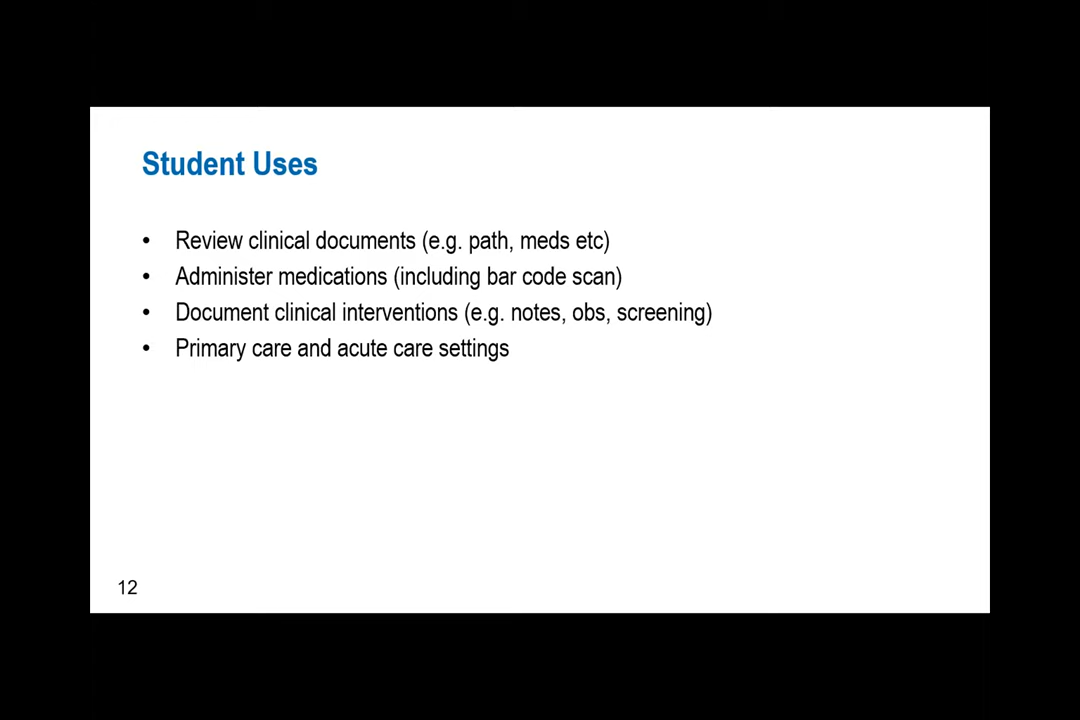 Student Uses
• Review clinical documents (e.g. path, meds etc)
• Administer medications (including bar code scan)
• Document clinical interventions (e.g. notes, obs, screening)
• Primary care and acute care settings
12